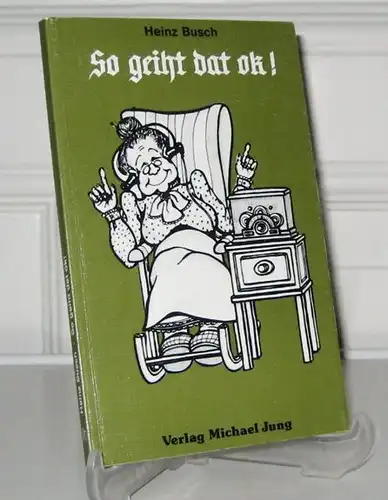 Heinz Busch
So geiht dat ok!
Verlag Michael Jung